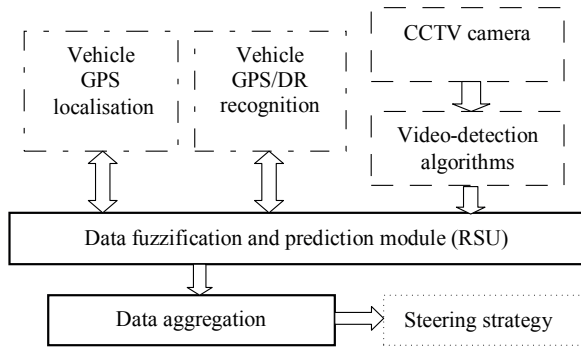 Vehicle
GPS
localisation
Vehicle
GPS/DR
recognition
CCTV camera
Video-detection
algorithms
Data fuzzification and prediction module (RSU)
Data aggregation
Steering strategy